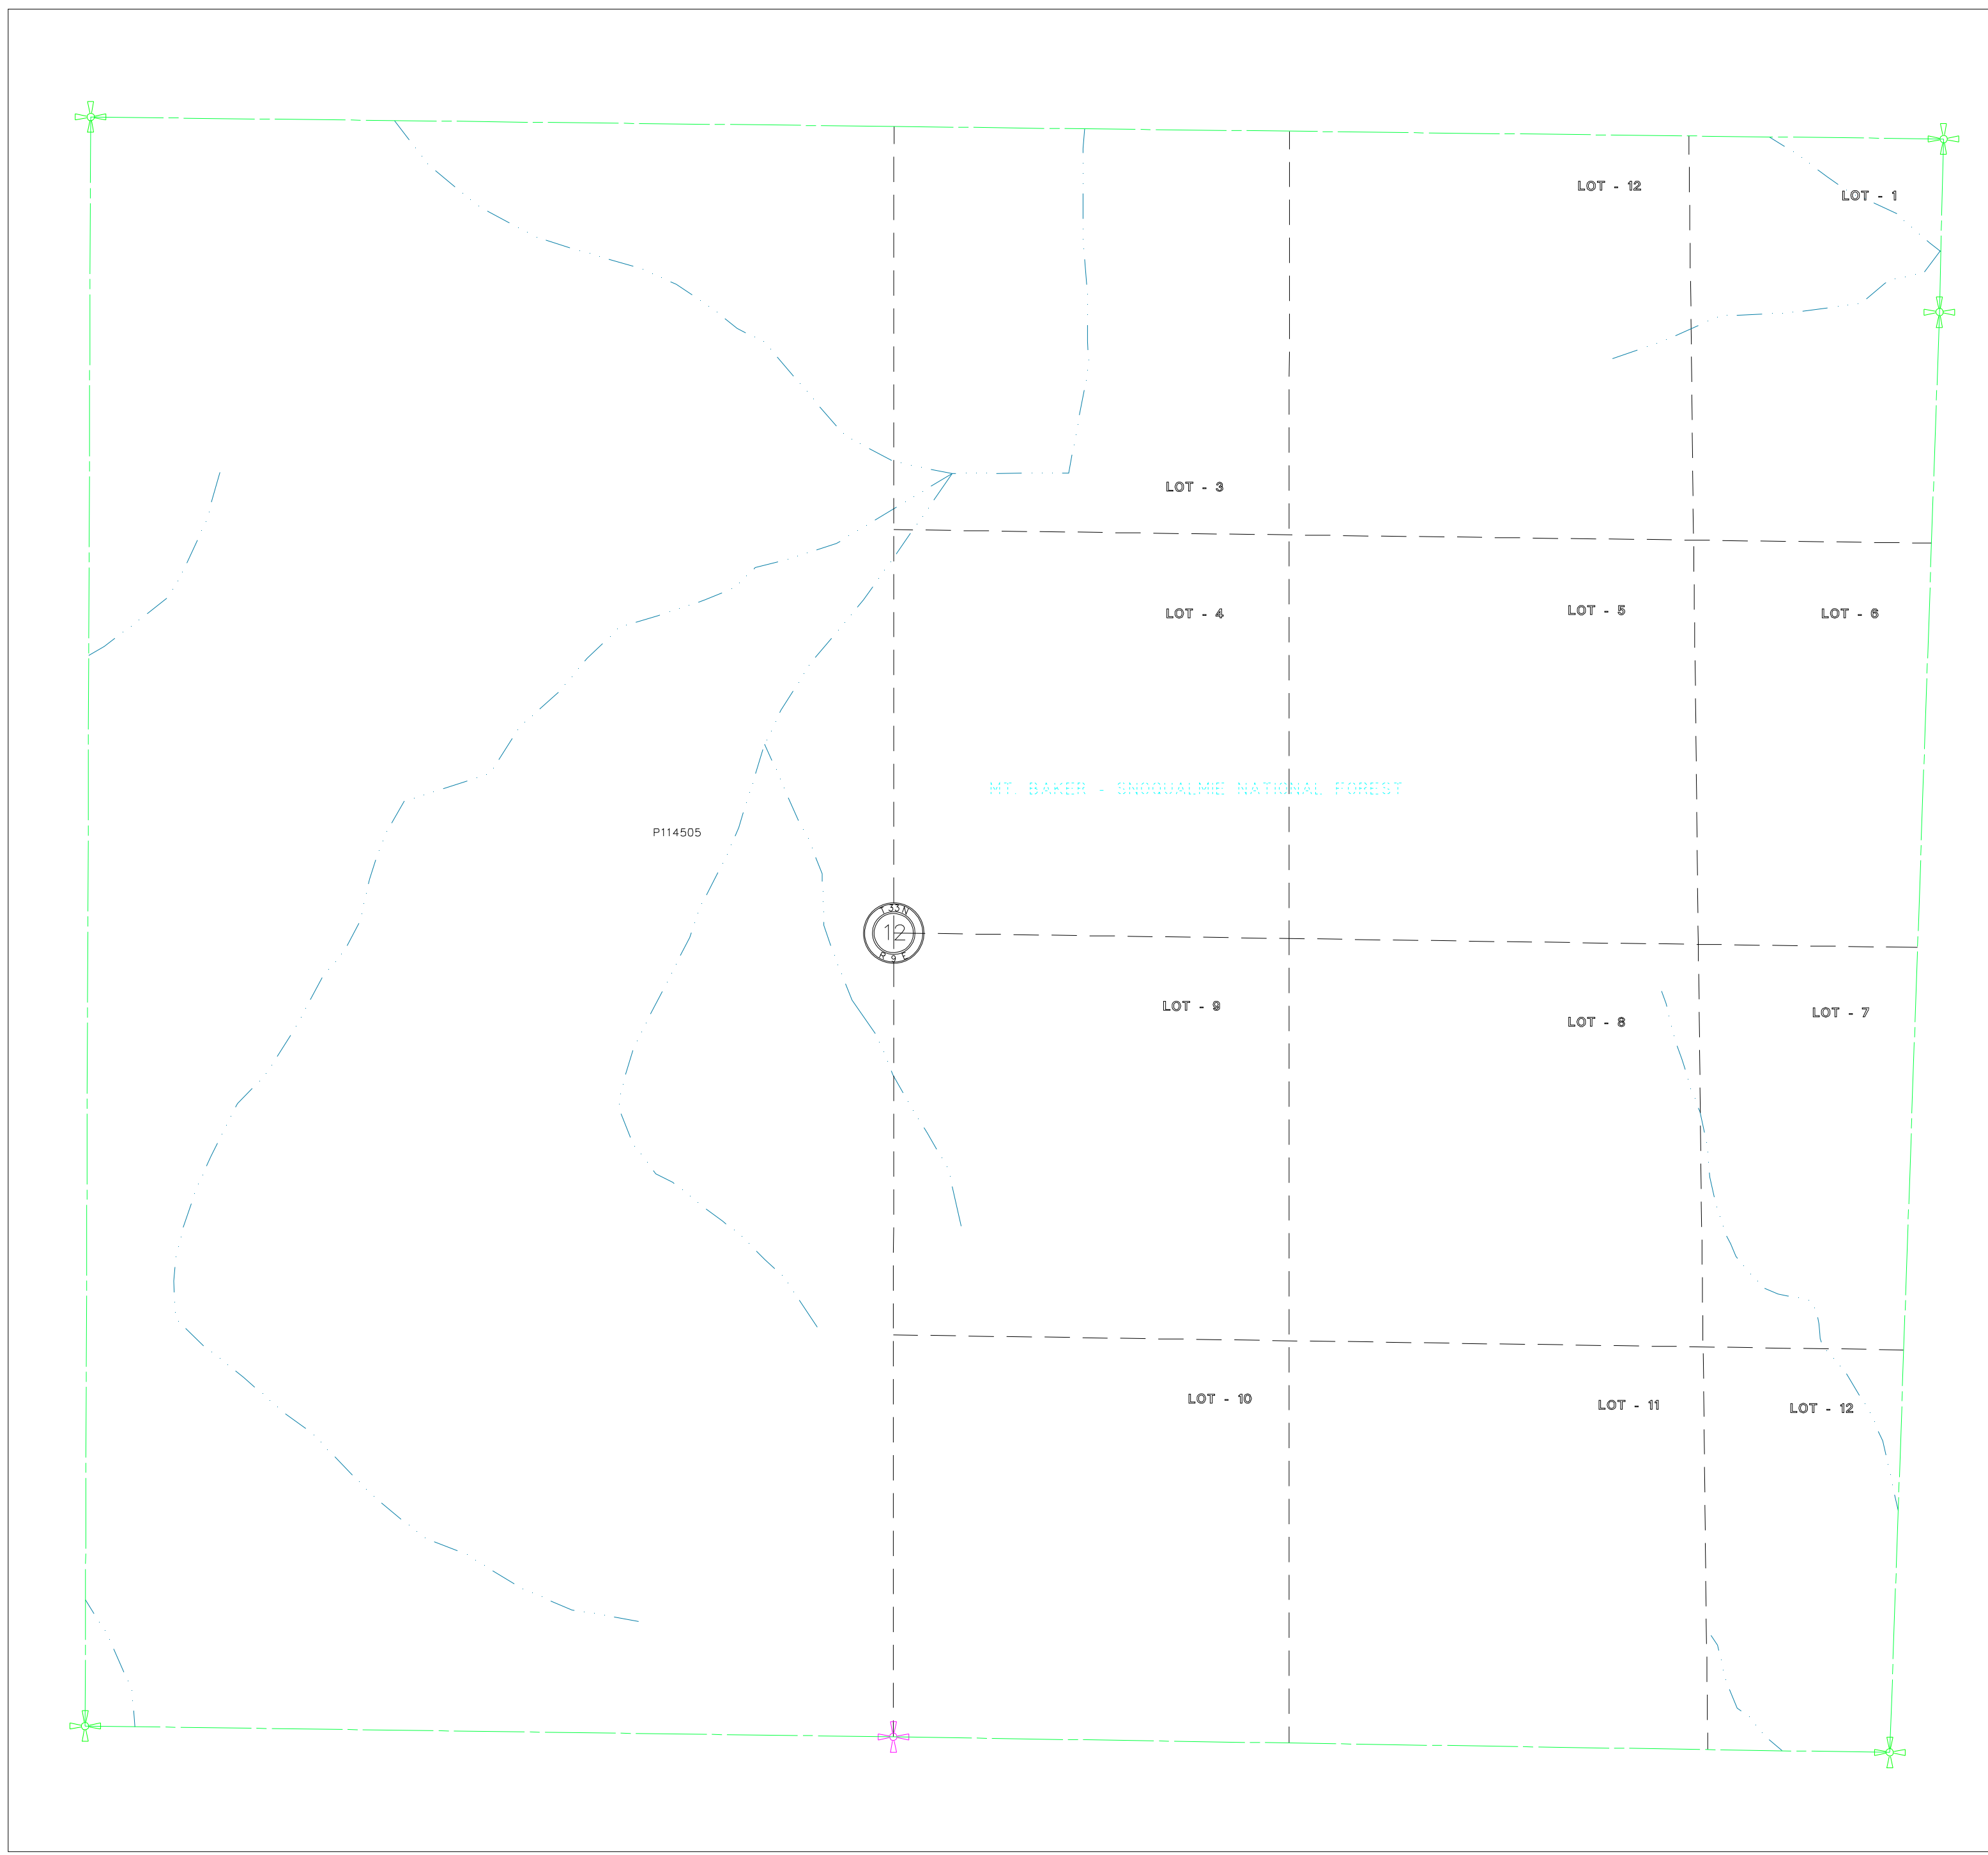 LOT - 12
LOT - 1
LOT - 3
LOT - 4
LOT - 5
LOT - 6
MT. BAKER - SNOQUALMIE NATIONAL FOREST
P114505
T33N
12
R 9 E
LOT - 9
LOT - 8
LOT - 7
LOT - 10
LOT - 11
LOT - 12